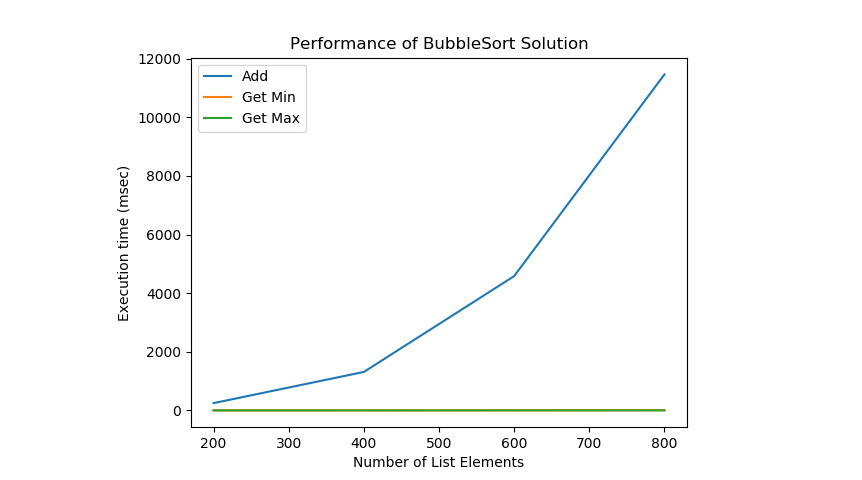 Performance of BubbleSort Solution
12000
10000
8000
6000
4000
2000
0
Execution time (msec)
Add
Get Min
Get Max
200 300 400 500 600 700 800
Number of List Elements